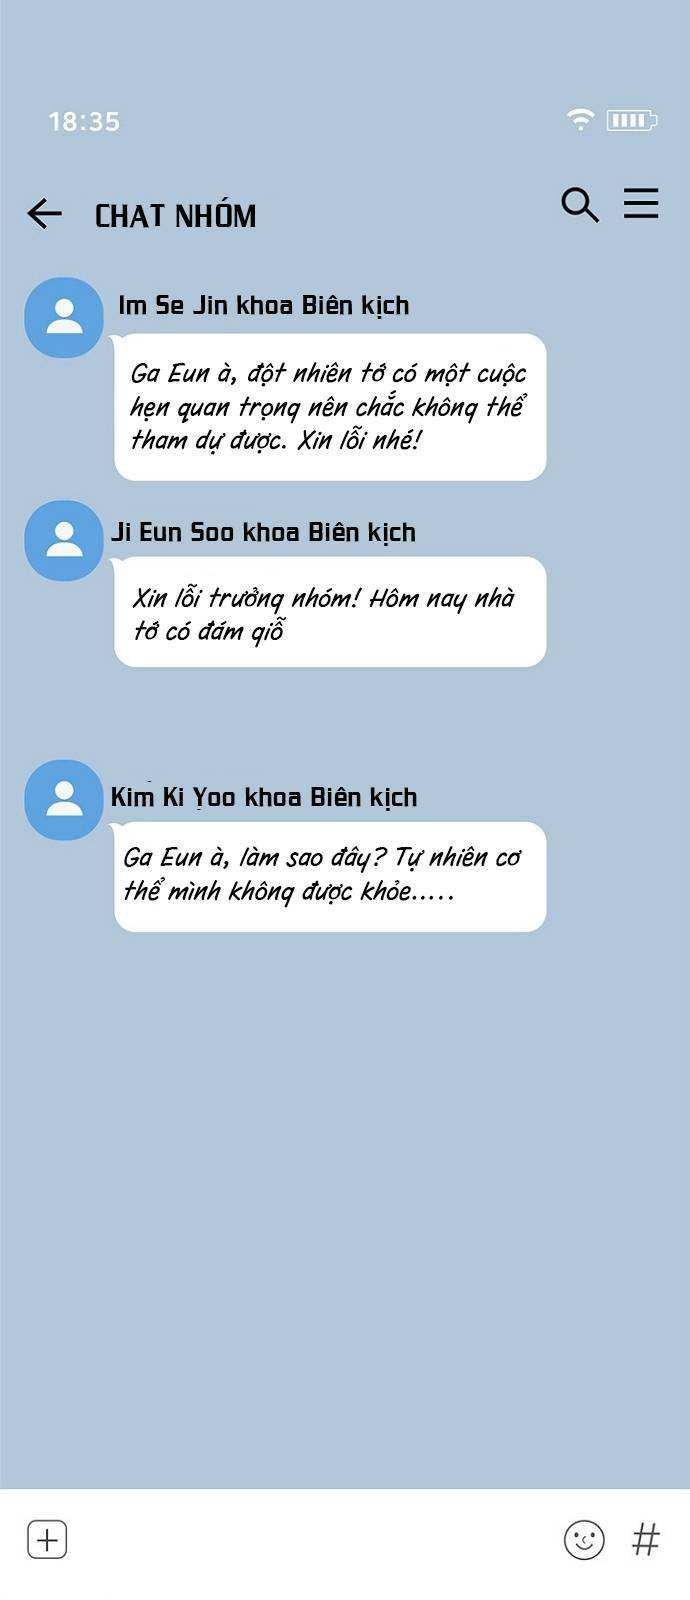 18:35
CHAT NHÓM
Im Se Jin khoa Biên kịch
Ga Eun à, đột nhiên tớ có một cuộc
hẹn quan trọng nên chắc không thể
tham dự được. Xin lỗi nhé!
Ji Eun Soo khoa Biên kịch
Xin lỗi trưởng nhóm! Hôm nay nhà
tớ có đám giỗ
Kim Ki Yoo khoa Biên kịch
Ga Eun à, làm sao đây? Tự nhiên cơ
thể mình không được khỏe.....
#